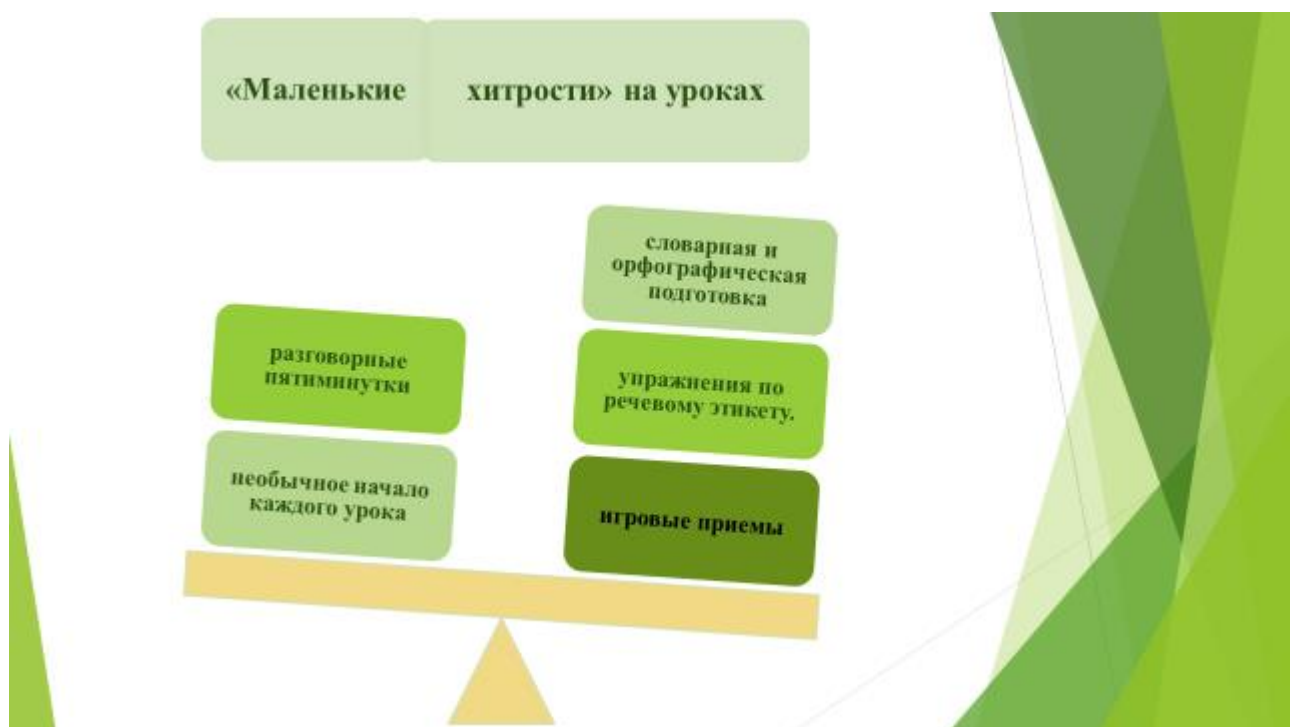 «Маленькие хитрости» на уроках
разговорные
пятиминутки
необычное начало
каждого урока
словарная и
орфографическая
подготовка
упражнения по
речевому этикету.
игровые приемы